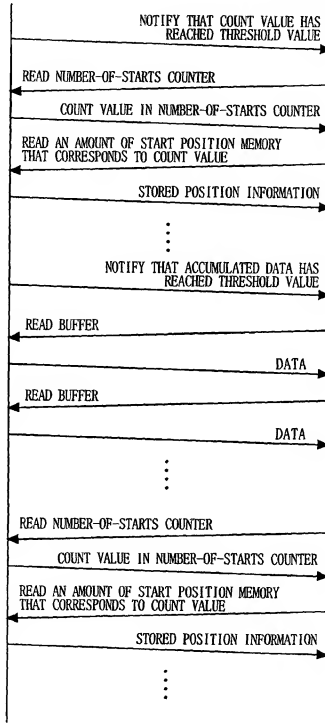 NOTIFY THAT COUNT VALUE HAS
REACHED THRESHOLD VALUE
READ NUMBER-OF-STARTS COUNTER
COUNT VALUE IN NUMBER-OF-STARTS COUNTER
READ AN AMOUNT OF START POSITION MEMORY
THAT CORRESPONDS TO COUNT VALUE
STORED POSITION INFORMATION
NOTIFY THAT ACCUMULATED DATA HAS
REACHED THRESHOLD VALUE
READ BUFFER
DATA
READ BUFFER
DATA
READ NUMBER-OF-STARTS COUNTER
COUNT VALUE IN NUMBER-OF-STARTS COUNTER
READ AN AMOUNT OF START POSITION MEMORY
THAT CORRESPONDS TO COUNT VALUE
STORED POSITION INFORMATION